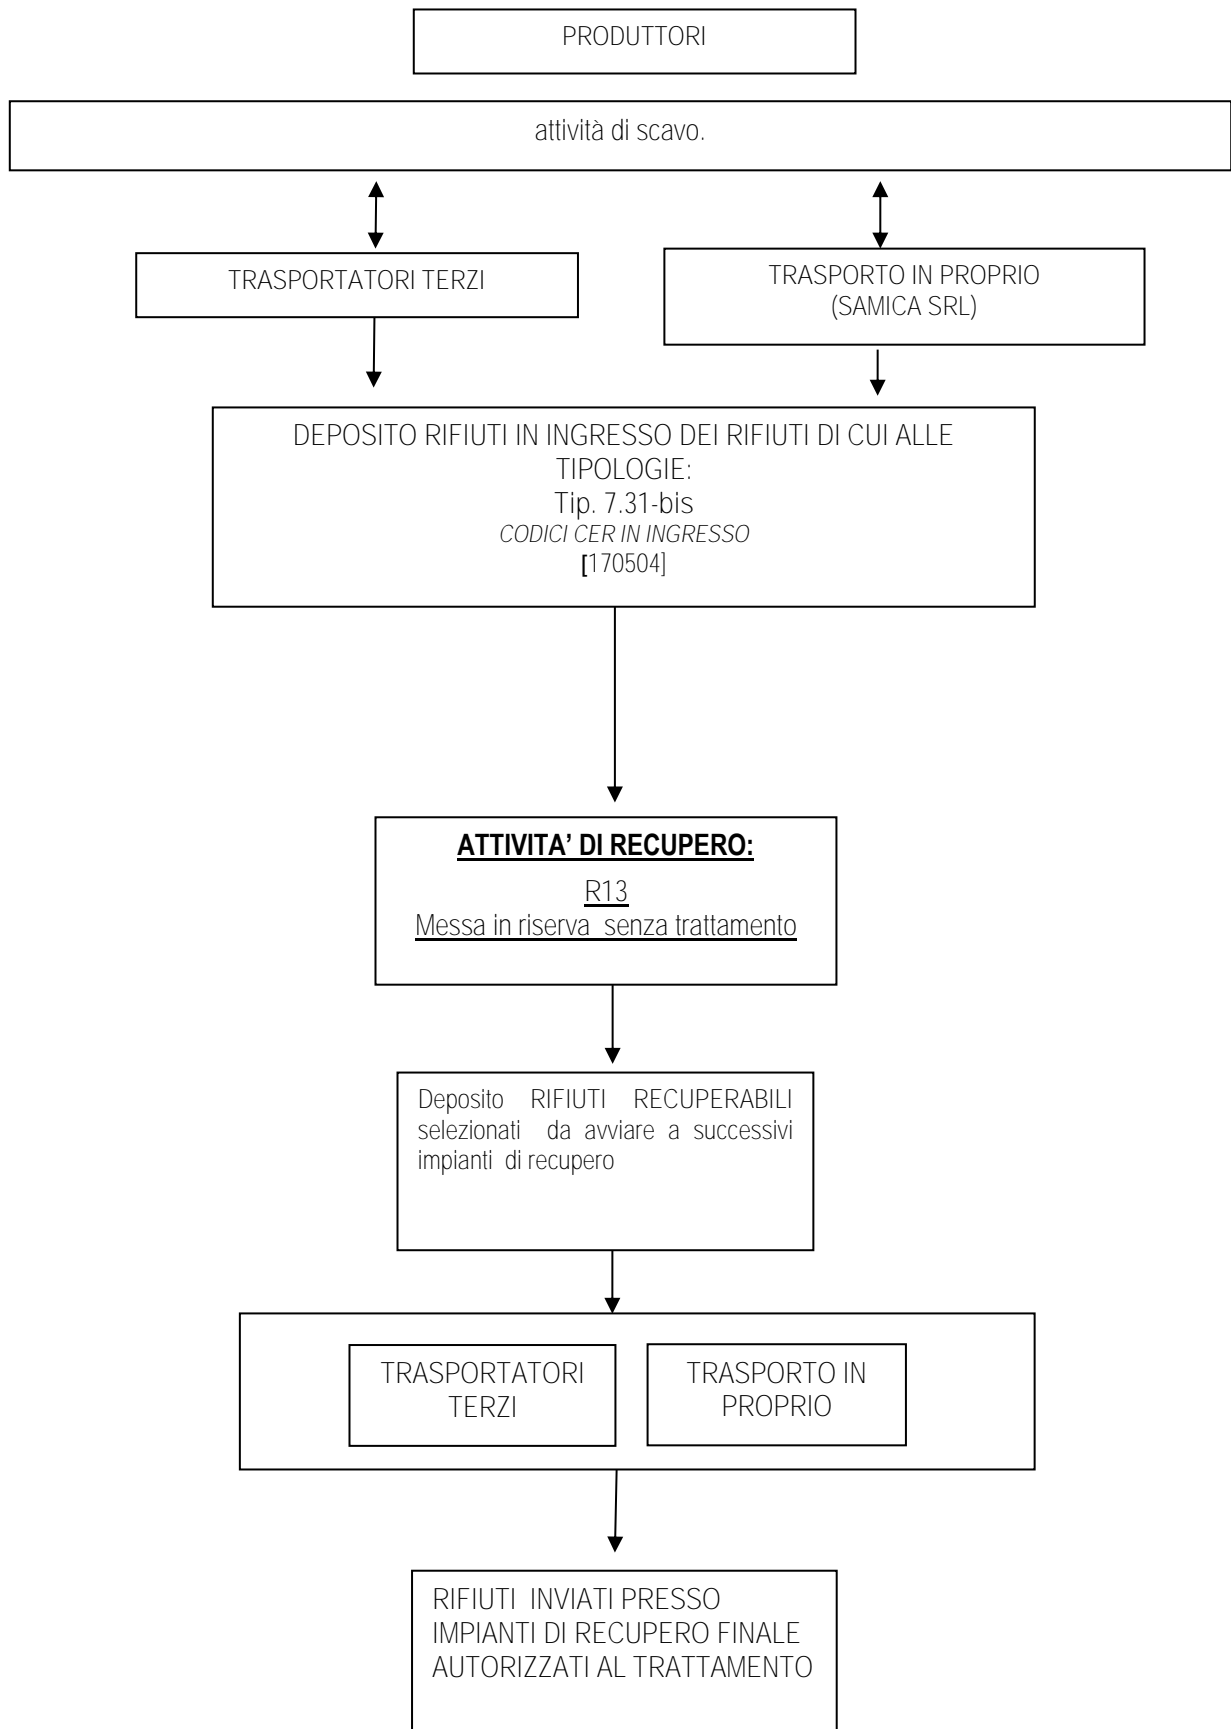 PRODUTTORI
attività di scavo.
TRASPORTATORI TERZI
TRASPORTO IN PROPRIO
(SAMICA SRL)
DEPOSITO RIFIUTI IN INGRESSO DEI RIFIUTI DI CUI ALLE
TIPOLOGIE:
Tip. 7.31-bis
CODICI CER IN INGRESSO
[170504]
ATTIVITA’ DI RECUPERO:
R13
Messa in riserva senza trattamento
Deposito RIFIUTI RECUPERABILI
selezionati da avviare a successivi
impianti di recupero
TRASPORTATORI
TERZI
TRASPORTO IN
PROPRIO
RIFIUTI INVIATI PRESSO
IMPIANTI DI RECUPERO FINALE
AUTORIZZATI AL TRATTAMENTO